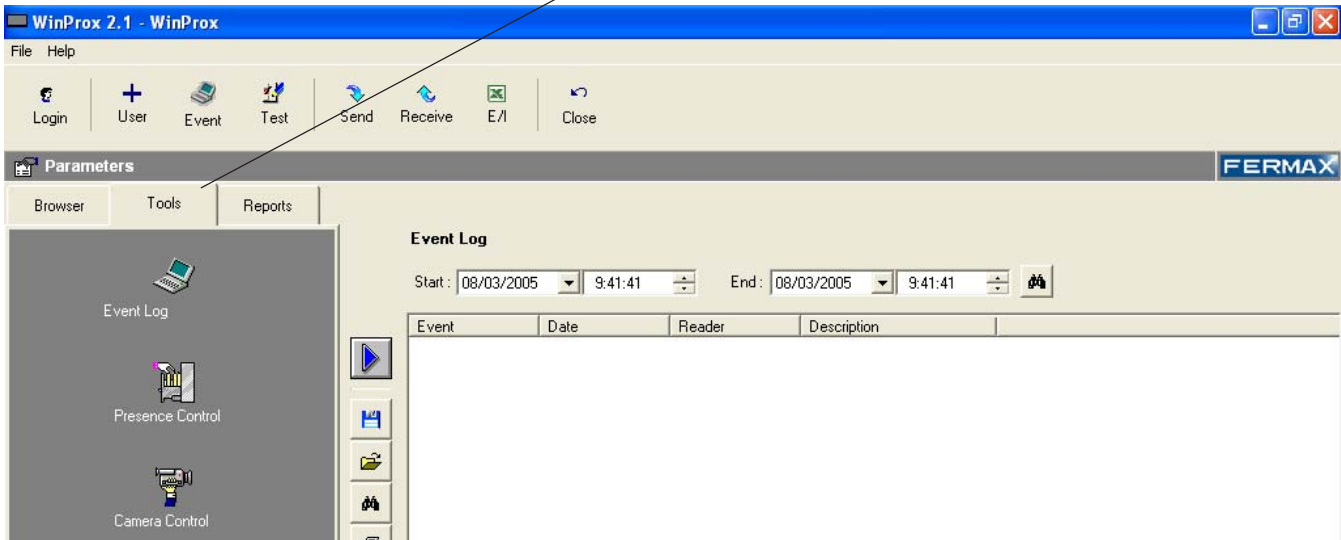 WinProx 2.1 - WinProx
File Help
Login User Event Test Send Receive E/I Close
Parameters FERMAX
Browser Tools Reports
Event Log
Start : 08/03/2005 9:41:41 End : 08/03/2005 9:41:41
Event Log
Event Date Reader Description
Presence Control
Camera Control